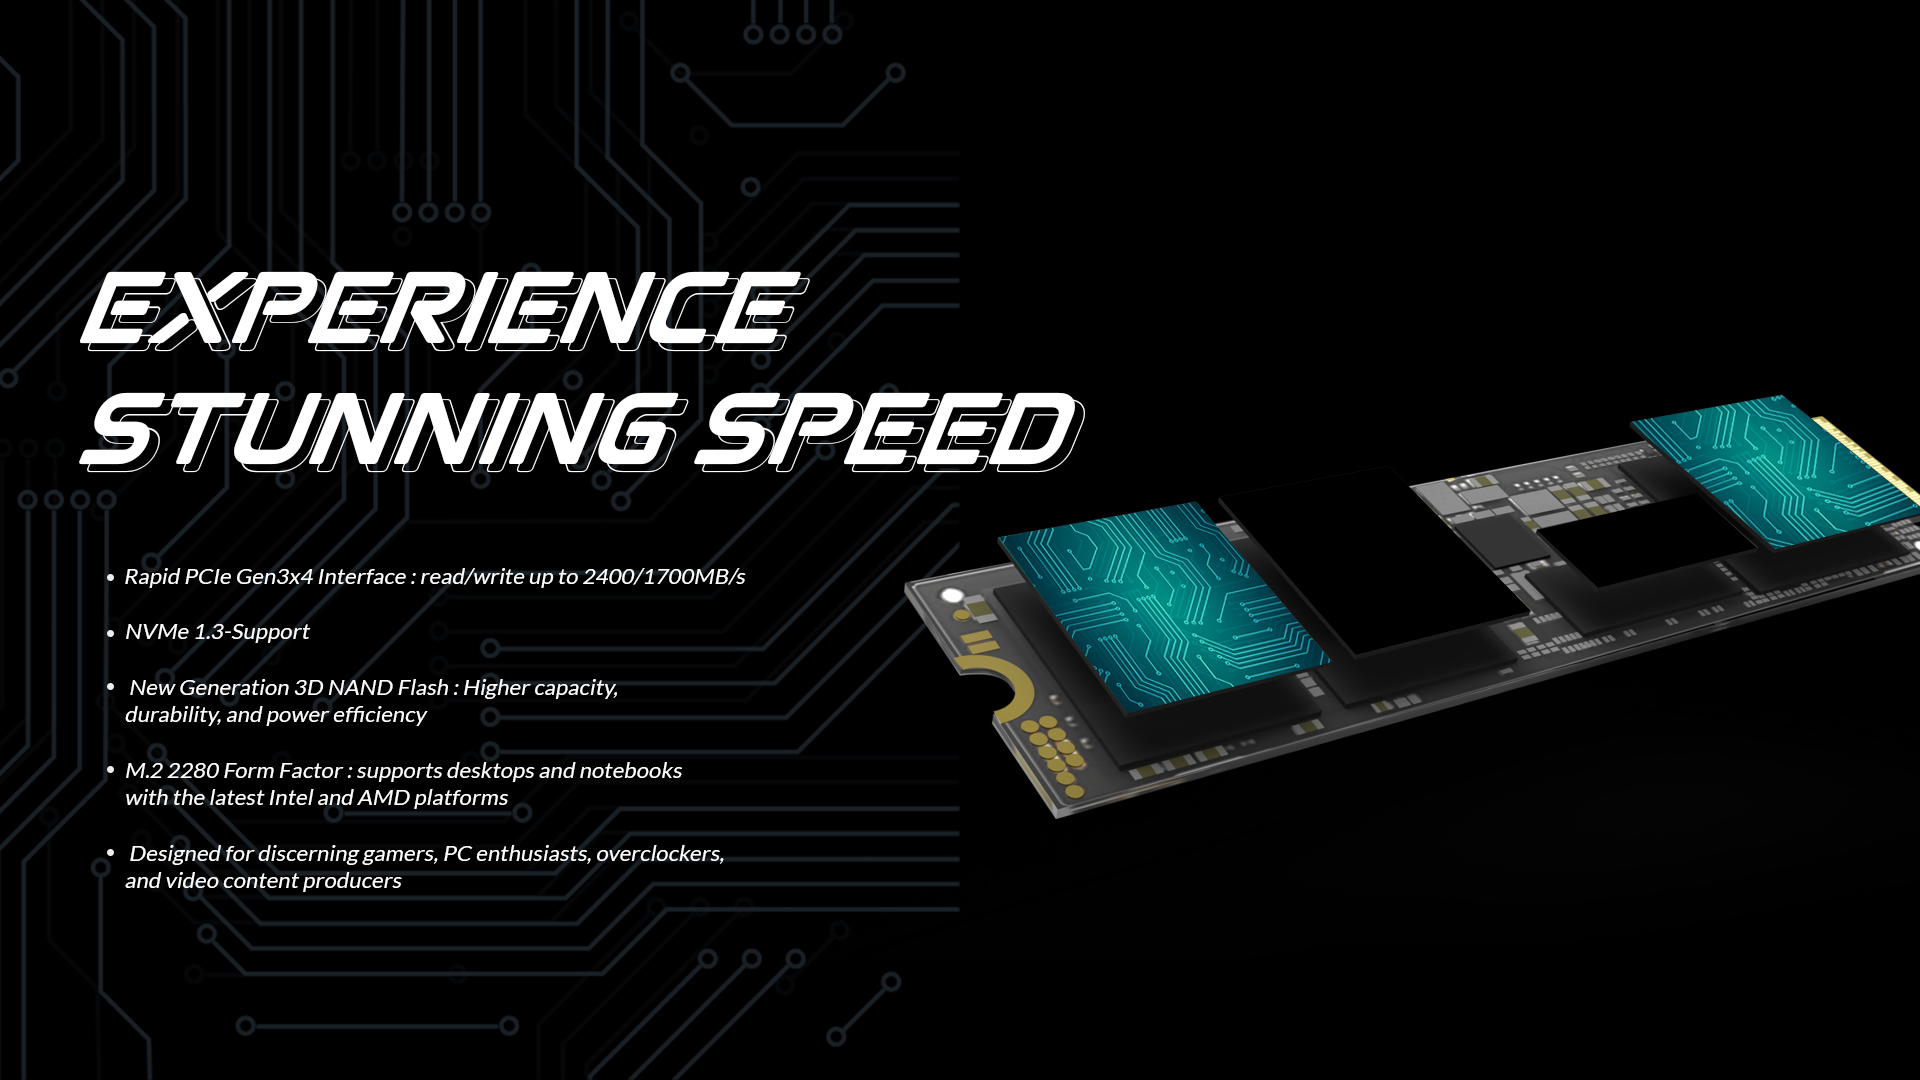 EXPERIENCE
STUNNING SPEED
• Rapid PCIe Gen3x4 Interface : read/write up to 2400/1700MB/s
• NVMe 1.3-Support
• New Generation 3D NAND Flash : Higher capacity,
durability, and power efficiency
• M.2 2280 Form Factor : supports desktops and notebooks
with the latest Intel and AMD platforms
• Designed for discerning gamers, PC enthusiasts, overclockers,
and video content producers